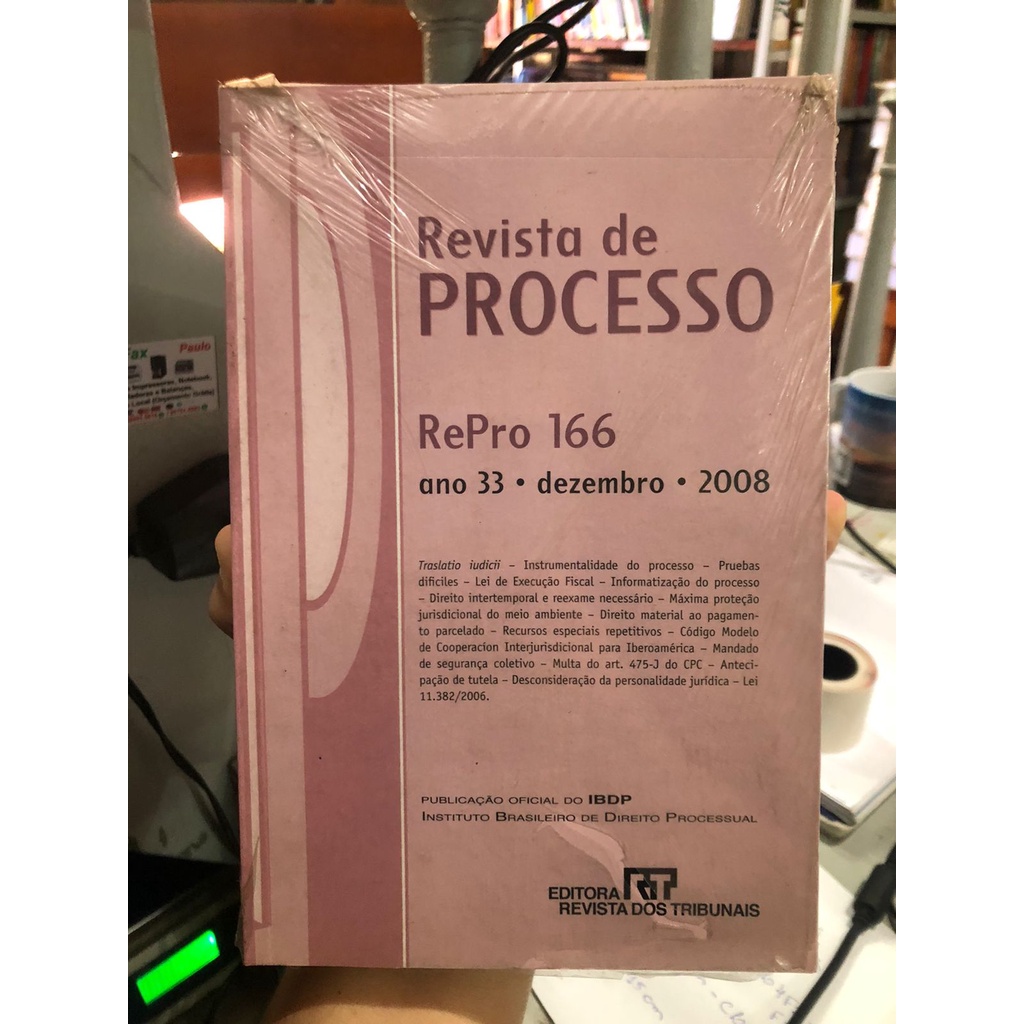 Revista de
PROCESSO
RePro 166
ano 33 • dezembro • 2008
Traslatio iudicii – Instrumentalidade do processo – Pruebas
difíciles – Lei de Execução Fiscal – Informatização do processo
– Direito intertemporal e reexame necessário – Máxima proteção
jurisdicional do meio ambiente – Direito material ao pagamen-
to parcelado – Recursos especiais repetitivos – Código Modelo
de Cooperacion Interjurisdicional para Iberoamérica – Mandado
de segurança coletivo – Multa do art. 475-J do CPC – Anteci-
pação de tutela – Desconsideração da personalidade jurídica – Lei
11.382/2006.
PUBLICAÇÃO OFICIAL DO IBDP
INSTITUTO BRASILEIRO DE DIREITO PROCESSUAL
EDITORA RT
REVISTA DOS TRIBUNAIS
Paulo
Impressoras, Notebook,